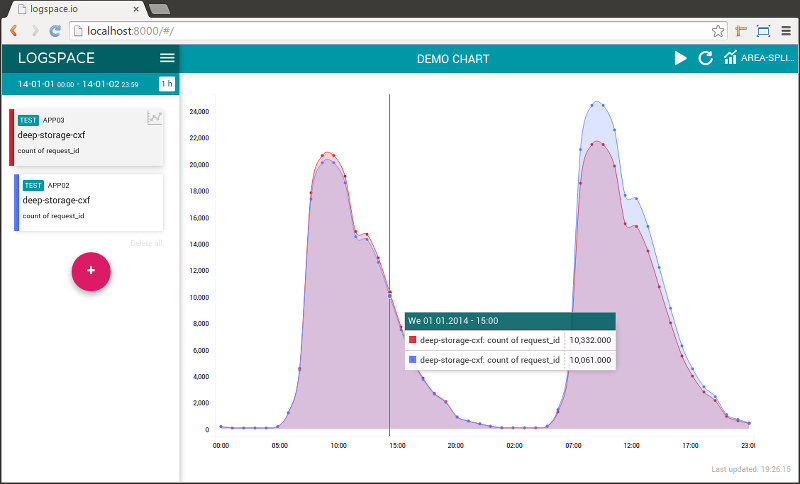 logspace.io
localhost:8000/#/
LOGSPACE
DEMO CHART
AREA-SPLI...
14-01-01 00:00 - 14-01-02 23:59
1 h
TEST APP03
deep-storage-cxf
count of request_id
TEST APP02
deep-storage-cxf
count of request_id
Delete all
+
24,000
22,000
20,000
18,000
16,000
14,000
12,000
10,000
8,000
6,000
4,000
2,000
0
We 01.01.2014 - 15:00
deep-storage-cxf: count of request_id 10,332.000
deep-storage-cxf: count of request_id 10,061.000
00:00 05:00 10:00 15:00 20:00 02:00 07:00 12:00 17:00 23:00
Last updated: 19:26:15